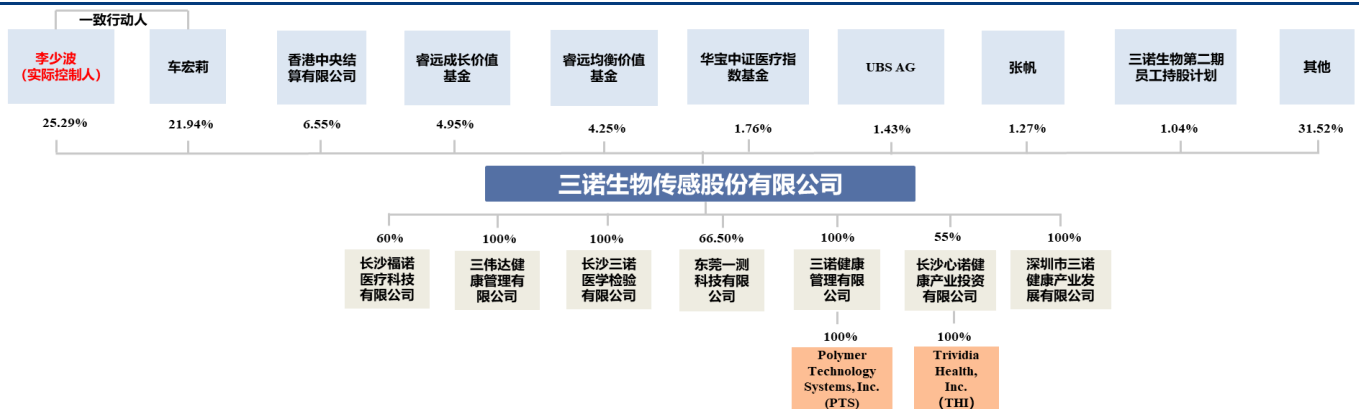 一致行动人
李少波
（实际控制人）
车宏莉
香港中央结
算有限公司
睿远成长价值
基金
睿远均衡价值
基金
华宝中证医疗指
数基金
UBS AG
张帆
三诺生物第二期
员工持股计划
其他
25.29%
21.94%
6.55%
4.95%
4.25%
1.76%
1.43%
1.27%
1.04%
31.52%
三诺生物传感股份有限公司
60%
100%
100%
66.50%
100%
55%
100%
长沙福诺
医疗科技
有限公司
三伟达健
康管理有
限公司
长沙三诺
医学检验
有限公司
东莞一测
科技有限
公司
三诺健康
管理有限
公司
长沙心诺健
康产业投资
有限公司
深圳市三诺
健康产业发
展有限公司
100%
100%
Polymer
Technology
Systems, Inc.
(PTS)
Trividia
Health,
Inc.
（THI）